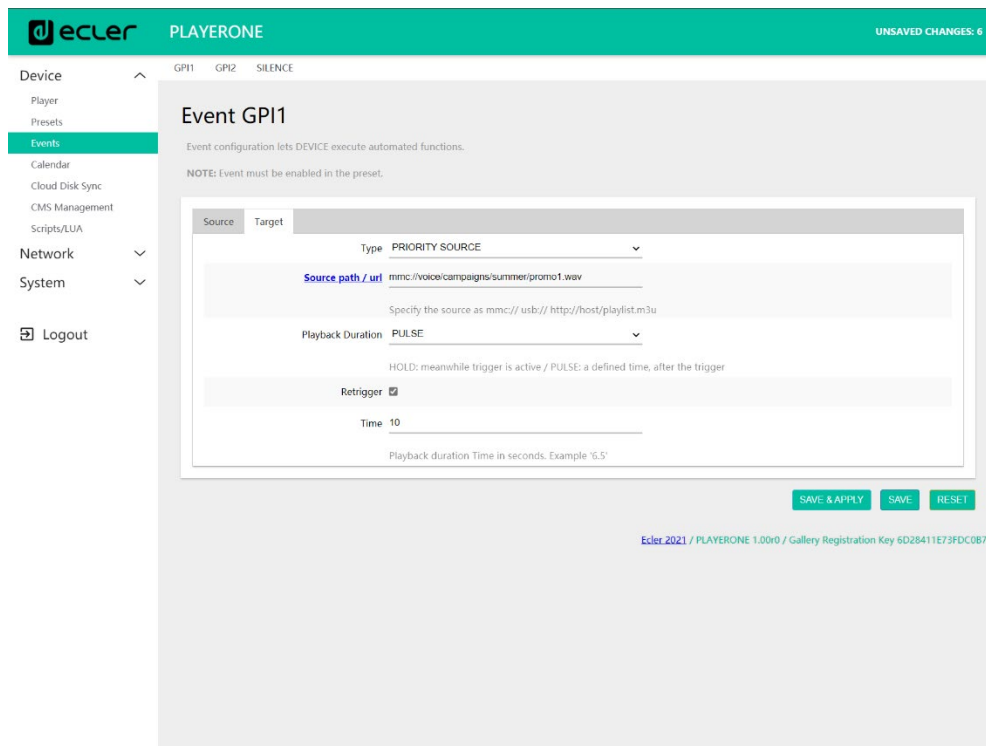 ecler
PLAYERONE
UNSAVED CHANGES: 6
Device
Player
Presets
Events
Calendar
Cloud Disk Sync
CMS Management
Scripts/LUA
Network
System
Logout
GPI1 GPI2 SILENCE
Event GPI1
Event configuration lets DEVICE execute automated functions.
NOTE: Event must be enabled in the preset.
Source Target
Type PRIORITY SOURCE
Source path / url mmc://voice/campaigns/summer/promo1.wav
Specify the source as mmc:// usb:// http://host/playlist.m3u
Playback Duration PULSE
HOLD: meanwhile trigger is active / PULSE: a defined time, after the trigger
Retrigger
Time 10
Playback duration Time in seconds. Example '6.5'
SAVE & APPLY SAVE RESET
Ecler 2021 / PLAYERONE 1.00r0 / Gallery Registration Key 6D28411E73FDC0B7